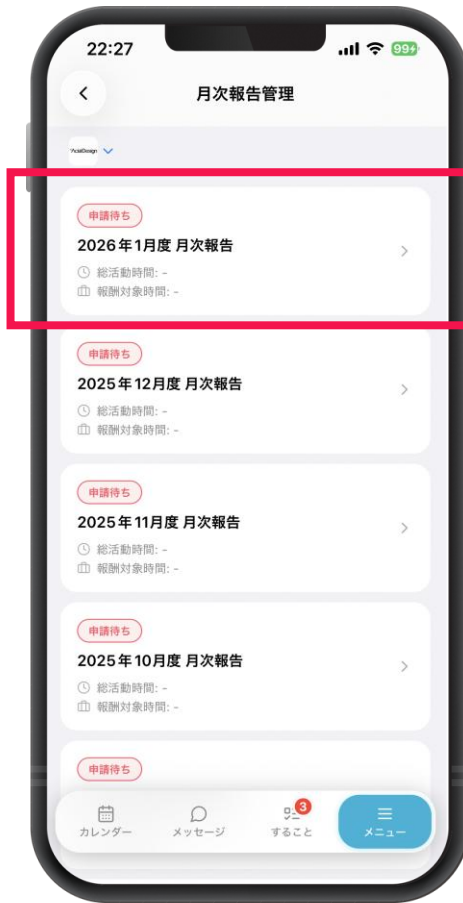 22:27
99+
月次報告管理
申請待ち
2026年1月度 月次報告
総活動時間: -
報酬対象時間: -
申請待ち
2025年12月度 月次報告
総活動時間: -
報酬対象時間: -
申請待ち
2025年11月度 月次報告
総活動時間: -
報酬対象時間: -
申請待ち
2025年10月度 月次報告
総活動時間: -
報酬対象時間: -
申請待ち
3
カレンダー メッセージ すること メニュー